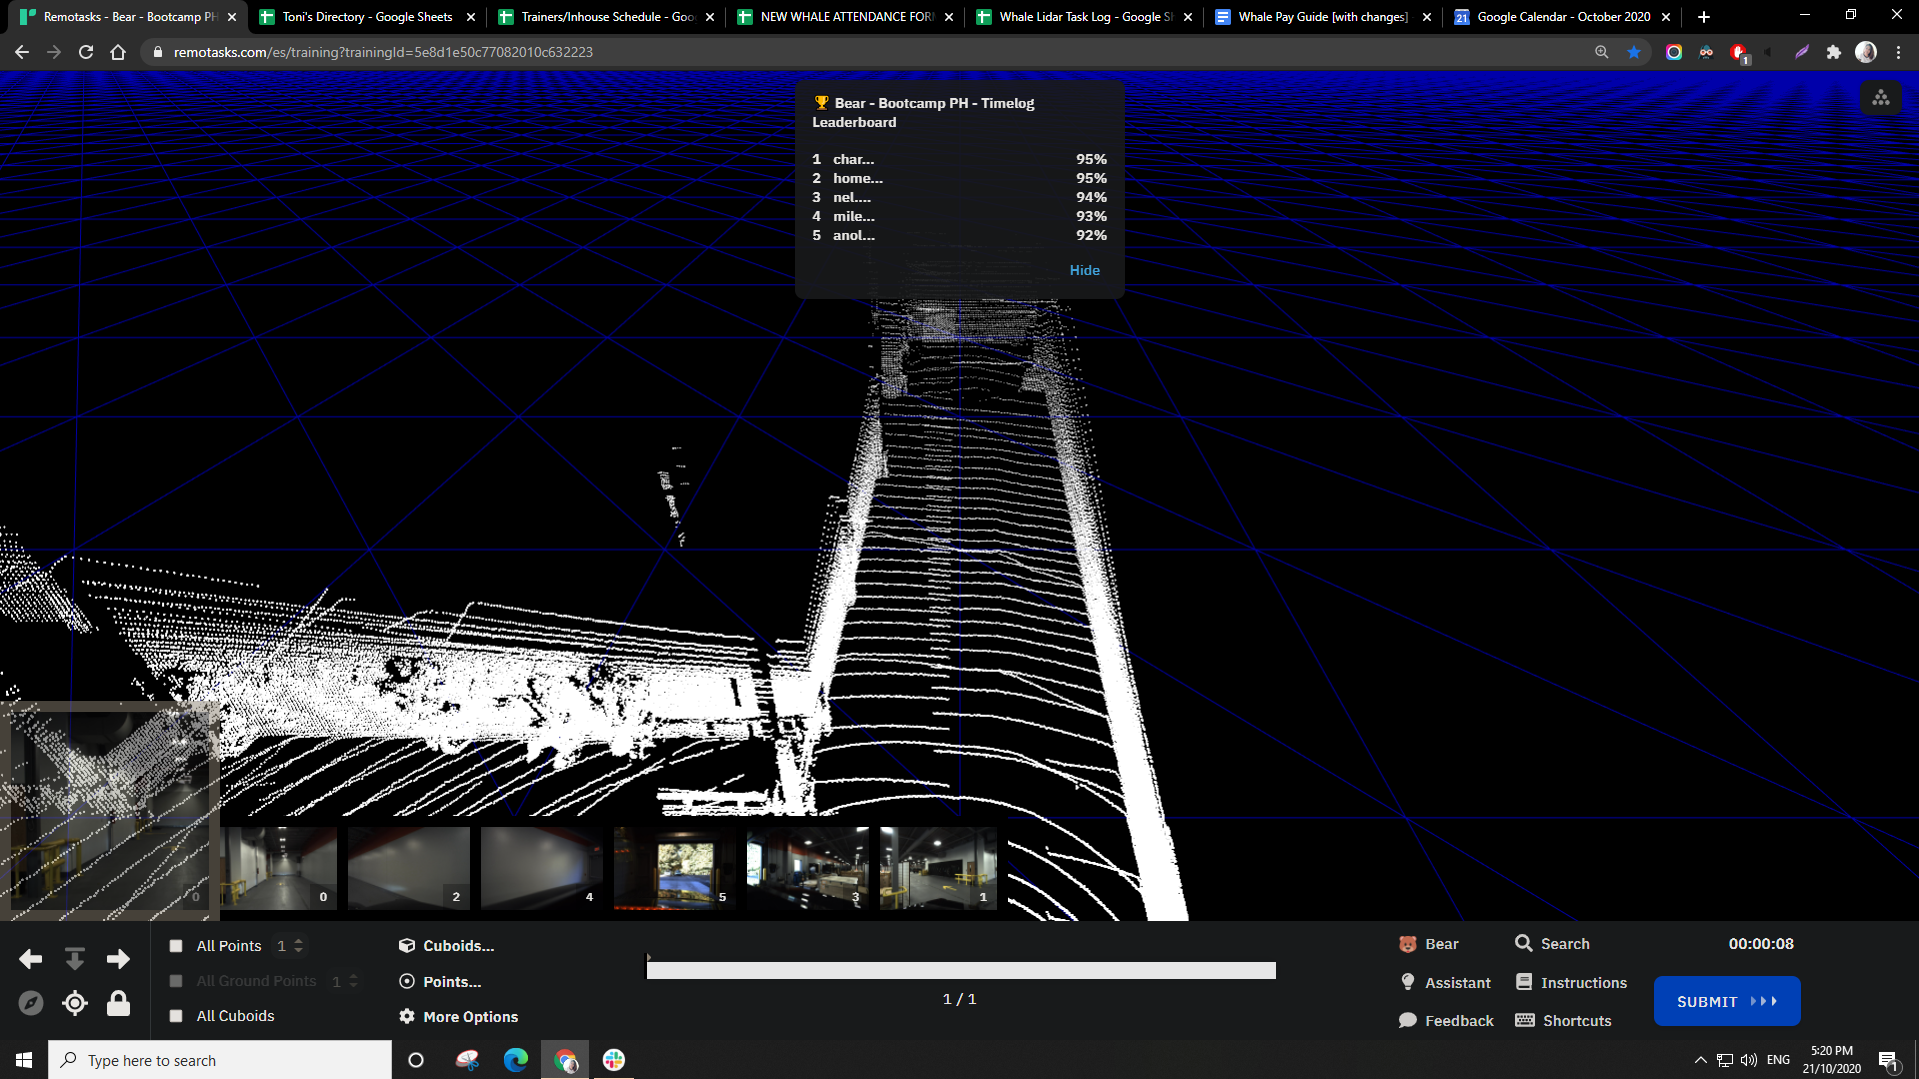 Remotasks - Bear - Bootcamp PH
Toni's Directory - Google Sheets
Trainers/Inhouse Schedule - Goo
NEW WHALE ATTENDANCE FORM
Whale Lidar Task Log - Google S
Whale Pay Guide [with changes]
21 Google Calendar - October 2020
remotasks.com/es/training?trainingId=5e8d1e50c77082010c632223
1
Bear - Bootcamp PH - Timelog
Leaderboard
1 char... 95%
2 home... 95%
3 nel.... 94%
4 mile... 93%
5 anol... 92%
Hide
0
0
2
4
5
3
1
All Points 1
All Ground Points 1
All Cuboids
Cuboids...
Points...
More Options
1 / 1
Bear
Search
00:00:08
Assistant
Instructions
SUBMIT
Feedback
Shortcuts
Type here to search
ENG
5:20 PM
21/10/2020
1